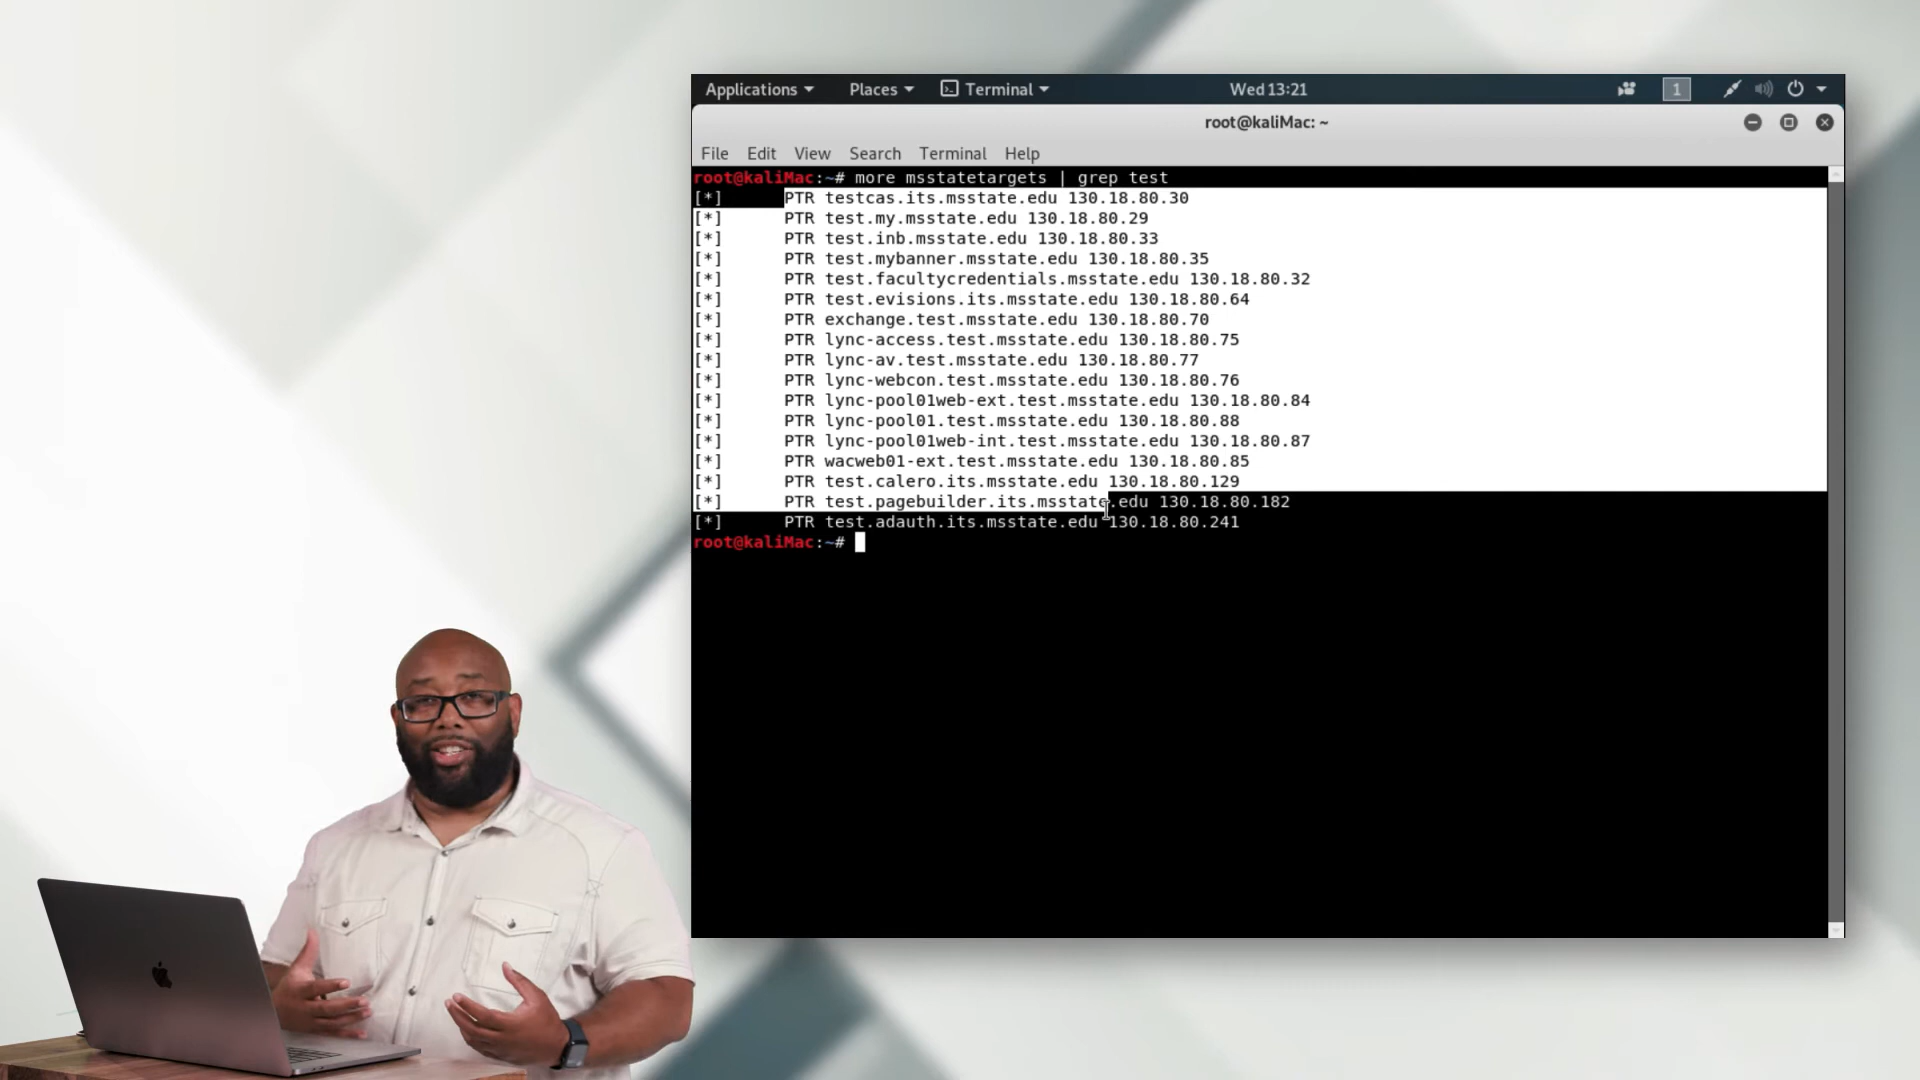 Applications Places Terminal Wed 13:21 1
root@kaliMac: ~
File Edit View Search Terminal Help
root@kaliMac:~# more msstatetargets | grep test
[*] PTR testcas.its.msstate.edu 130.18.80.30
[*] PTR test.my.msstate.edu 130.18.80.29
[*] PTR test.inb.msstate.edu 130.18.80.33
[*] PTR test.mybanner.msstate.edu 130.18.80.35
[*] PTR test.facultycredentials.msstate.edu 130.18.80.32
[*] PTR test.evisions.its.msstate.edu 130.18.80.64
[*] PTR exchange.test.msstate.edu 130.18.80.70
[*] PTR lync-access.test.msstate.edu 130.18.80.75
[*] PTR lync-av.test.msstate.edu 130.18.80.77
[*] PTR lync-webcon.test.msstate.edu 130.18.80.76
[*] PTR lync-pool01web-ext.test.msstate.edu 130.18.80.84
[*] PTR lync-pool01.test.msstate.edu 130.18.80.88
[*] PTR lync-pool01web-int.test.msstate.edu 130.18.80.87
[*] PTR wacweb01-ext.test.msstate.edu 130.18.80.85
[*] PTR test.calero.its.msstate.edu 130.18.80.129
[*] PTR test.pagebuilder.its.msstate.edu 130.18.80.182
[*] PTR test.adauth.its.msstate.edu 130.18.80.241
root@kaliMac:~#